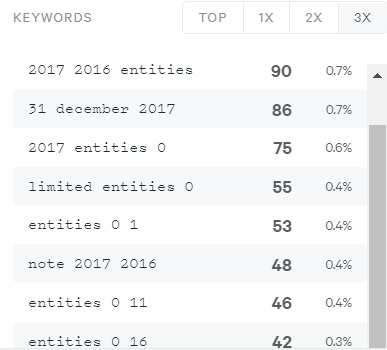 KEYWORDS TOP 1X 2X 3X
2017 2016 entities 90 0.7%
31 december 2017 86 0.7%
2017 entities 0 75 0.6%
limited entities 0 55 0.4%
entities 0 1 53 0.4%
note 2017 2016 48 0.4%
entities 0 11 46 0.4%
entities 0 16 42 0.3%